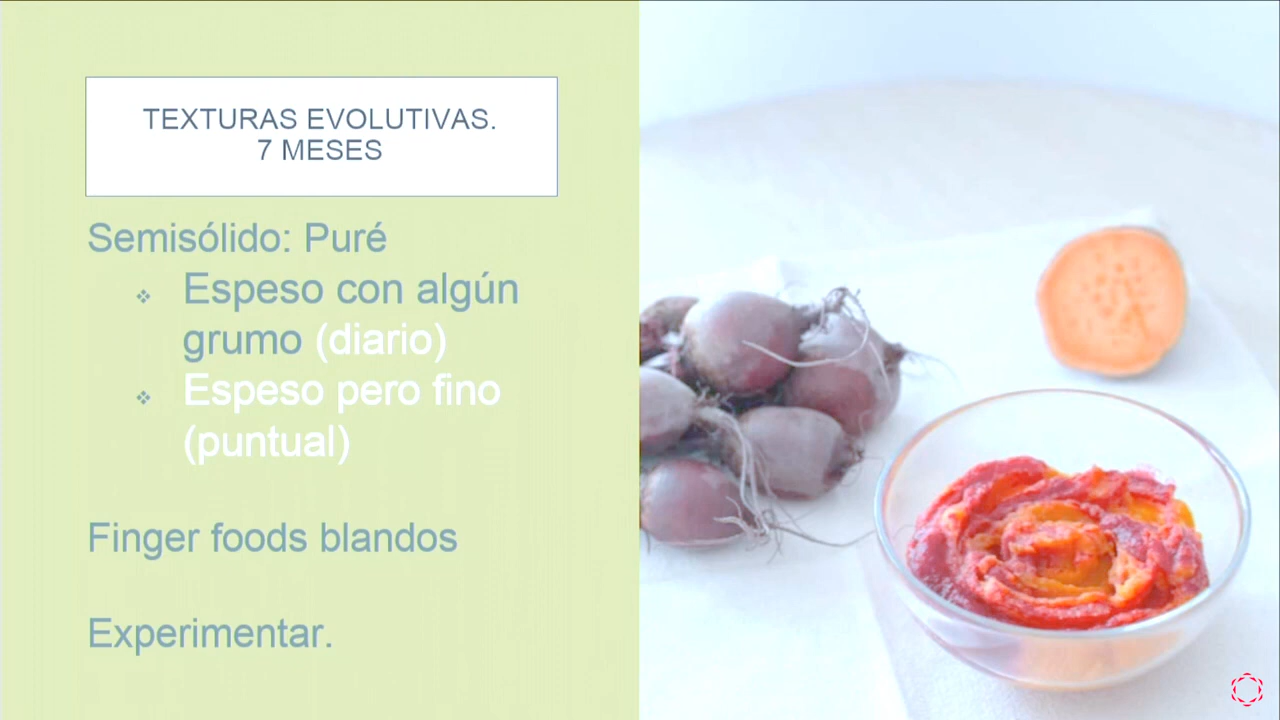 TEXTURAS EVOLUTIVAS.
7 MESES
Semisólido: Puré
❖ Espeso con algún
grumo (diario)
❖ Espeso pero fino
(puntual)
Finger foods blandos
Experimentar.